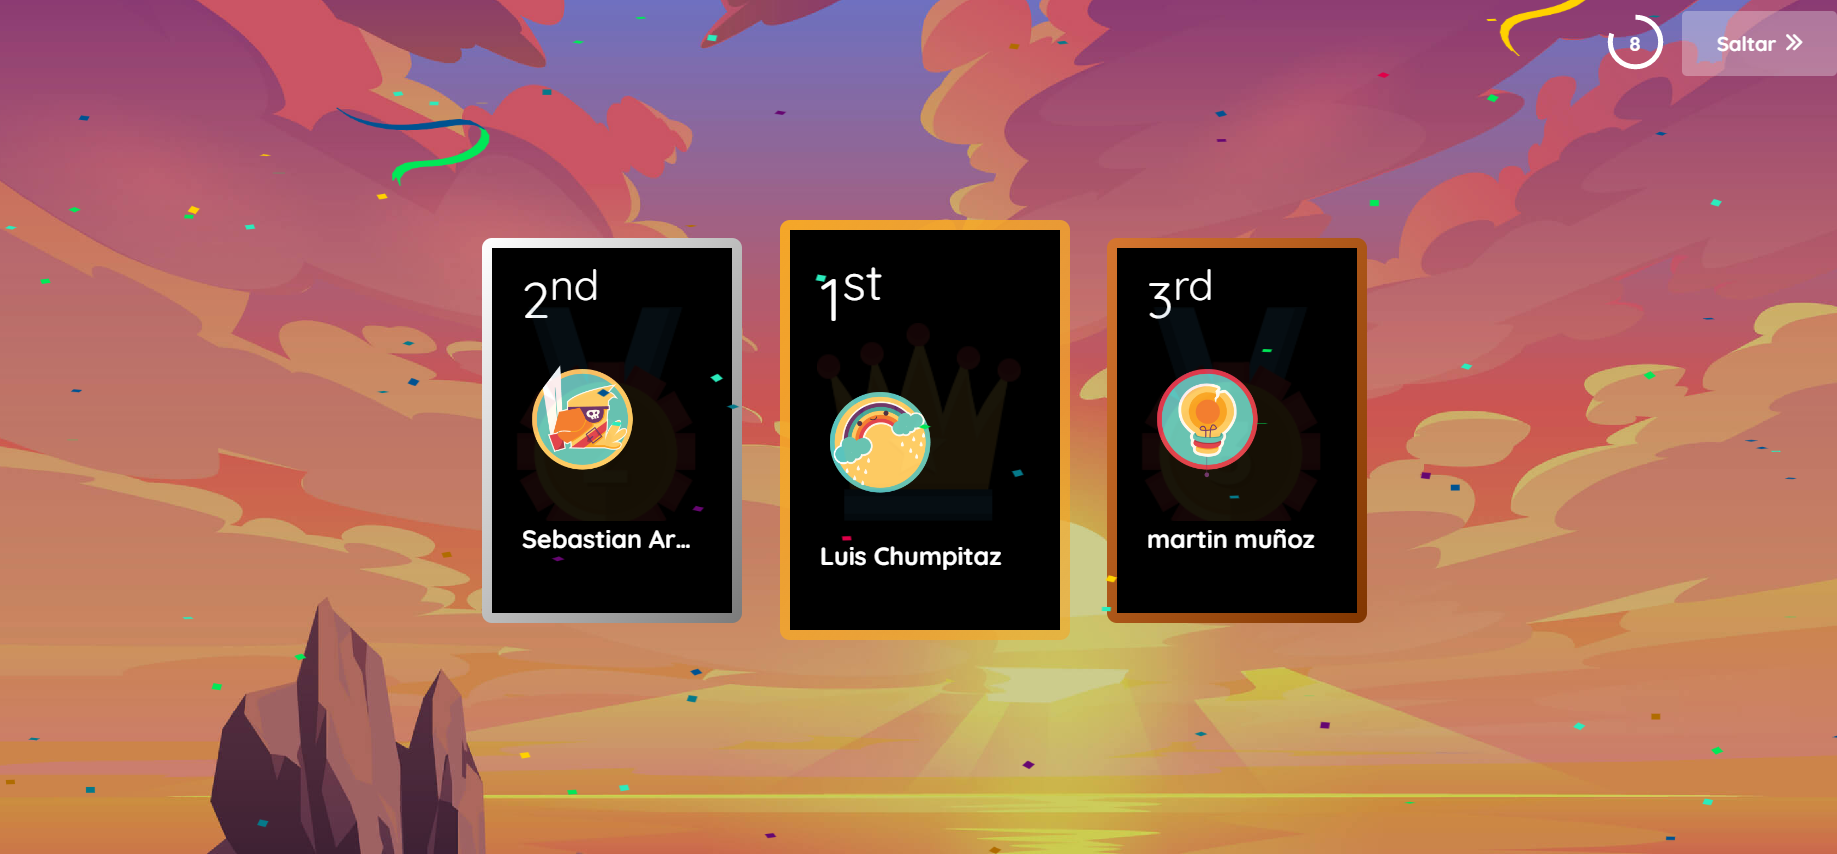 8
Saltar
2nd
Sebastian Ar...
1st
Luis Chumpitaz
3rd
martin muñoz